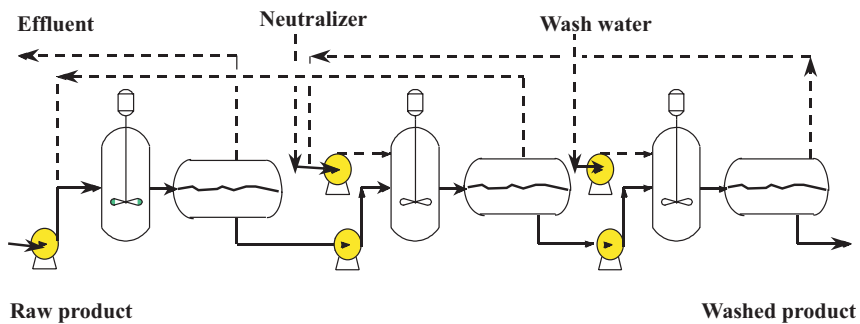 Effluent
Neutralizer
Wash water
Raw product
Washed product